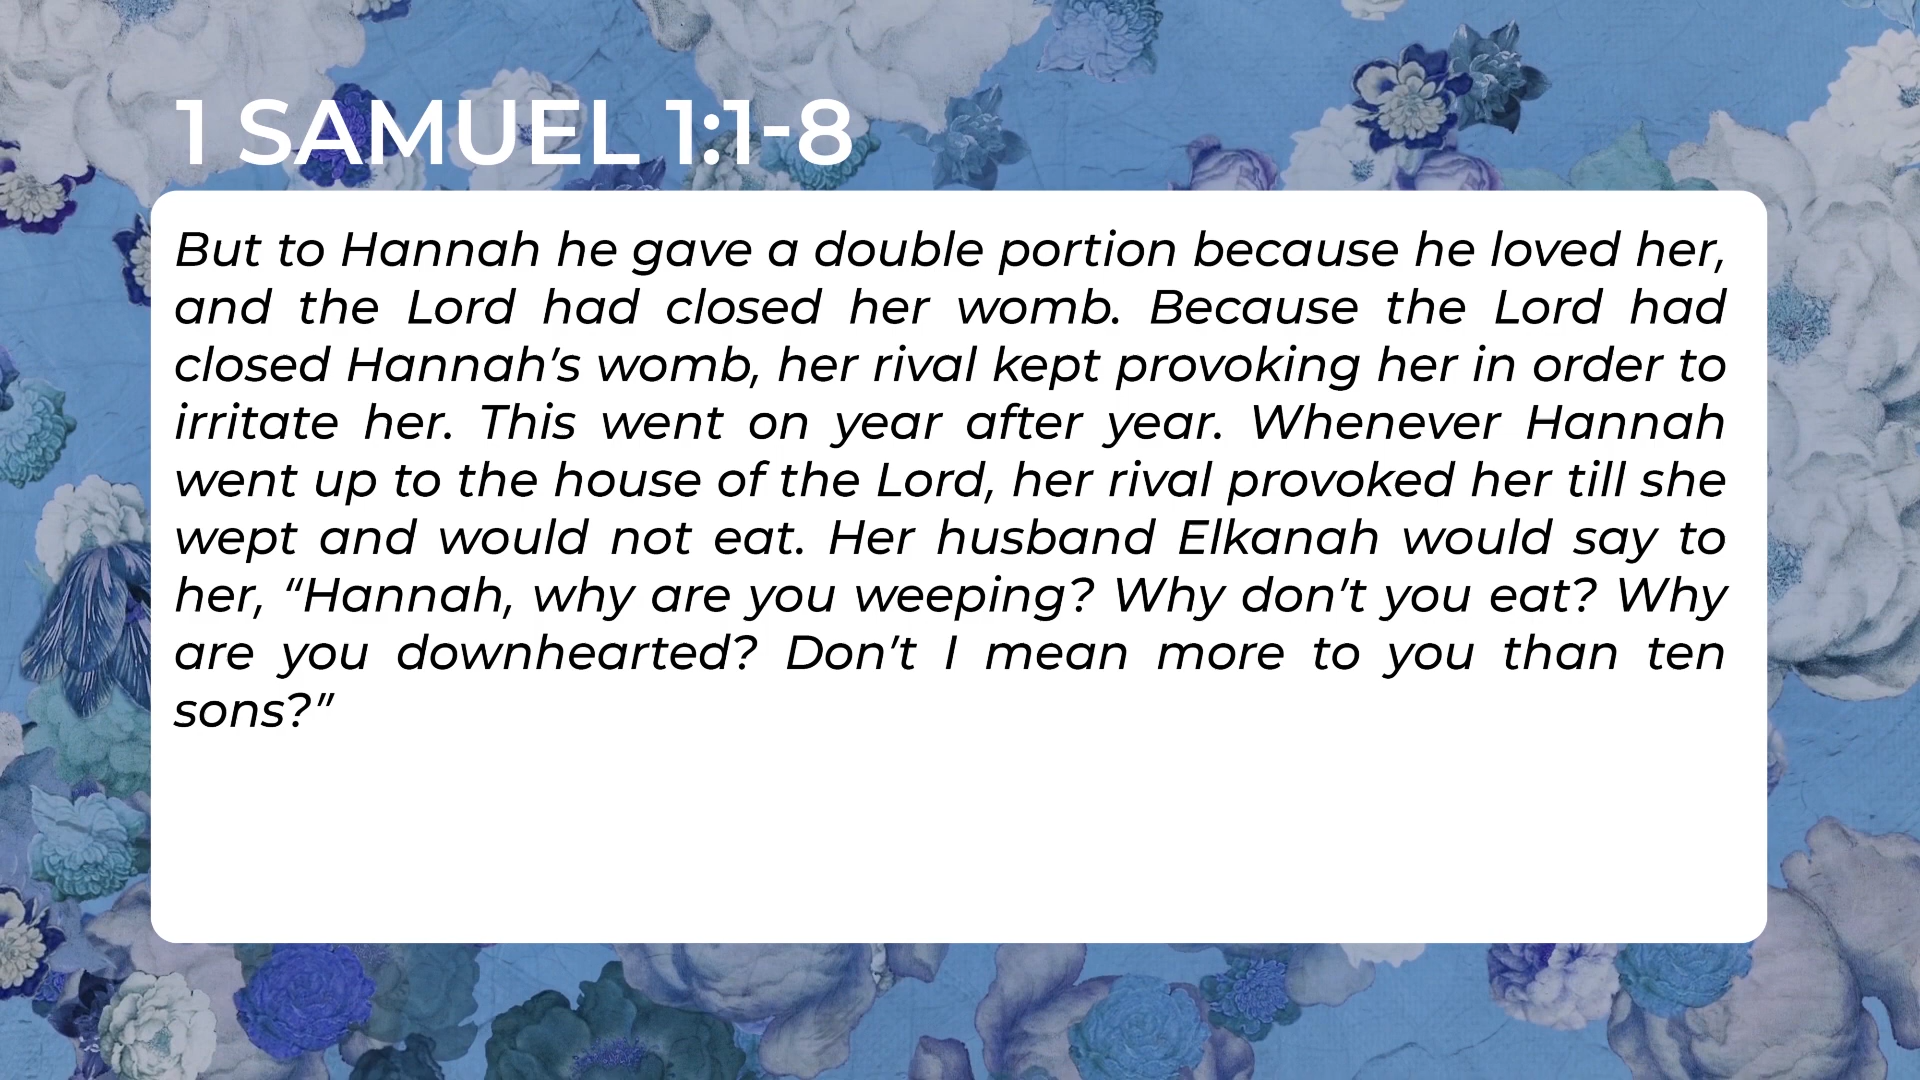 1 SAMUEL 1:1-8
But to Hannah he gave a double portion because he loved her,
and the Lord had closed her womb. Because the Lord had
closed Hannah’s womb, her rival kept provoking her in order to
irritate her. This went on year after year. Whenever Hannah
went up to the house of the Lord, her rival provoked her till she
wept and would not eat. Her husband Elkanah would say to
her, “Hannah, why are you weeping? Why don’t you eat? Why
are you downhearted? Don’t I mean more to you than ten
sons?”